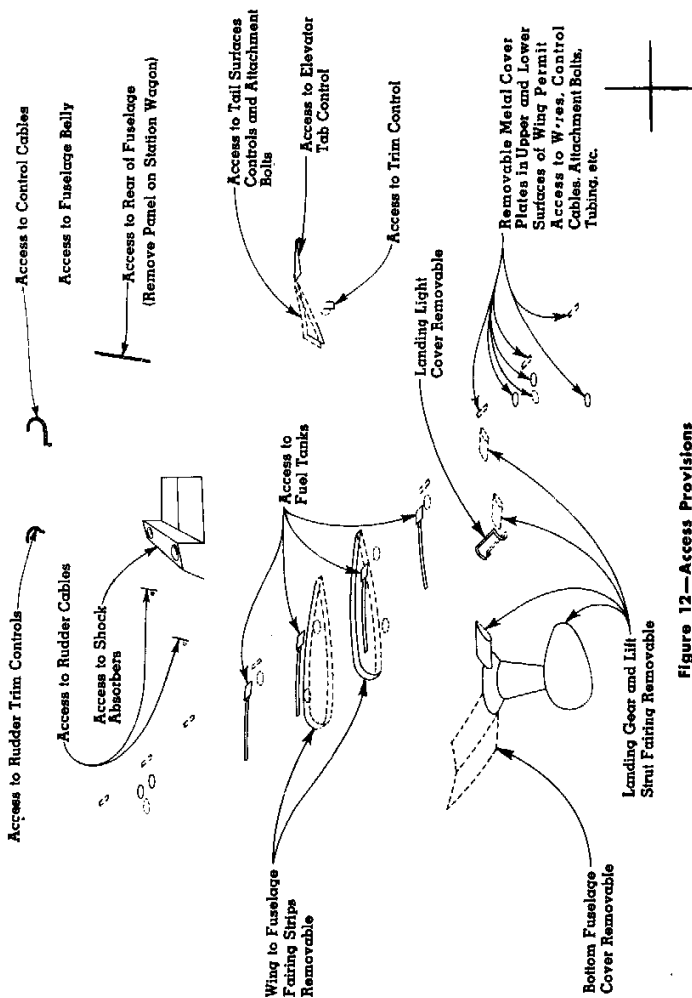 Access to Rudder Trim Controls
Access to Control Cables
Access to Rudder Cables
Access to Fuselage Belly
Access to Shock
Absorbers
Access to Rear of Fuselage
(Remove Panel on Station Wagon)
Wing to Fuselage
Fairing Strips
Removable
Access to
Fuel Tanks
Access to Tail Surfaces
Controls and Attachment
Bolts
Access to Elevator
Tab Control
Access to Trim Control
Landing Light
Cover Removable
Bottom Fuselage
Cover Removable
Landing Gear and Lift
Strut Fairing Removable
Removable Metal Cover
Plates in Upper and Lower
Surfaces of Wing Permit
Access to Wires, Control
Cables, Attachment Bolts,
Tubing, etc.
Figure 12—Access Provisions